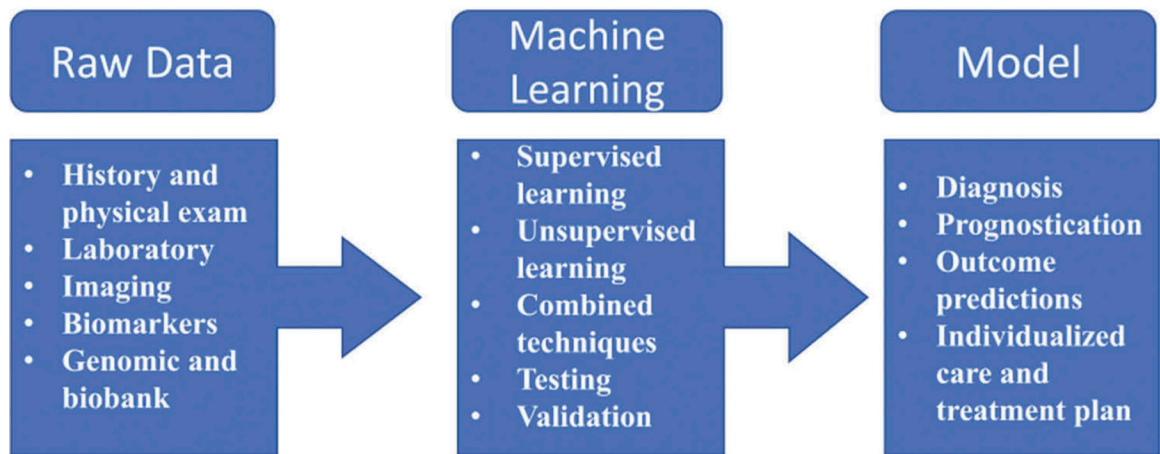 Raw Data
• History and
physical exam
• Laboratory
• Imaging
• Biomarkers
• Genomic and
biobank
Machine
Learning
• Supervised
learning
• Unsupervised
learning
• Combined
techniques
• Testing
• Validation
Model
• Diagnosis
• Prognostication
• Outcome
predictions
• Individualized
care and
treatment plan